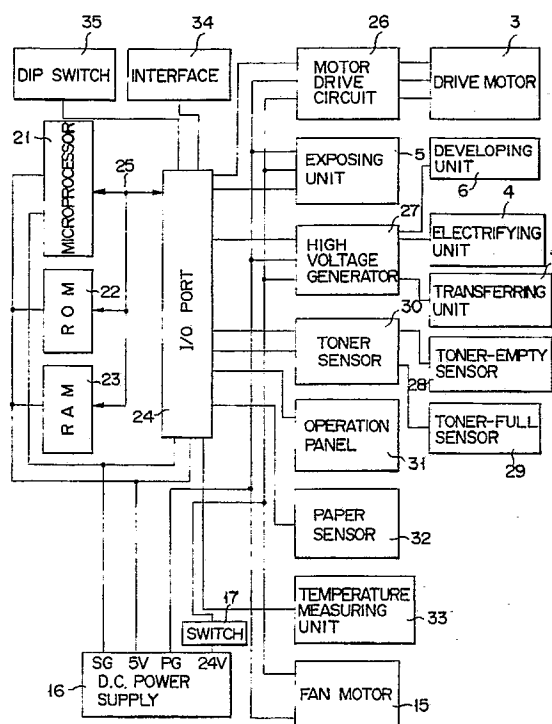 35
34
26
3
DIP SWITCH
INTERFACE
MOTOR
DRIVE
CIRCUIT
DRIVE MOTOR
21
MICROPROCESSOR
25
EXPOSING
UNIT
5
DEVELOPING
UNIT
6
27
4
HIGH
VOLTAGE
GENERATOR
ELECTRIFYING
UNIT
TRANSFERRING
UNIT
22
ROM
I/O PORT
30
TONER
SENSOR
TONER-EMPTY
SENSOR
28
23
RAM
24
OPERATION
PANEL
31
TONER-FULL
SENSOR
29
PAPER
SENSOR
32
17
SWITCH
TEMPERATURE
MEASURING
UNIT
33
SG 5V PG 24V
16
D.C. POWER
SUPPLY
FAN MOTOR
15